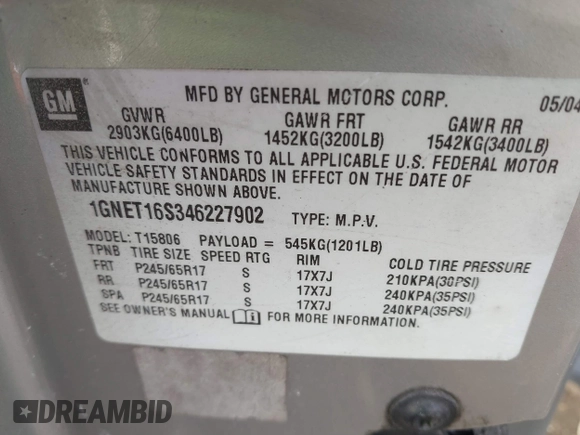 GM
®
MFD BY GENERAL MOTORS CORP. 05/04
GVWR GAWR FRT GAWR RR
2903KG(6400LB) 1452KG(3200LB) 1542KG(3400LB)
THIS VEHICLE CONFORMS TO ALL APPLICABLE U.S. FEDERAL MOTOR
VEHICLE SAFETY STANDARDS IN EFFECT ON THE DATE OF
MANUFACTURE SHOWN ABOVE.
1GNET16S346227902 TYPE: M.P.V.
MODEL: T15806 PAYLOAD = 545KG(1201LB)
TPNB TIRE SIZE SPEED RTG RIM COLD TIRE PRESSURE
FRT P245/65R17 S 17X7J 210KPA(30PSI)
RR P245/65R17 S 17X7J 240KPA(35PSI)
SPA P245/65R17 S 17X7J 240KPA(35PSI)
SEE OWNER'S MANUAL i FOR MORE INFORMATION.
DREAMBID